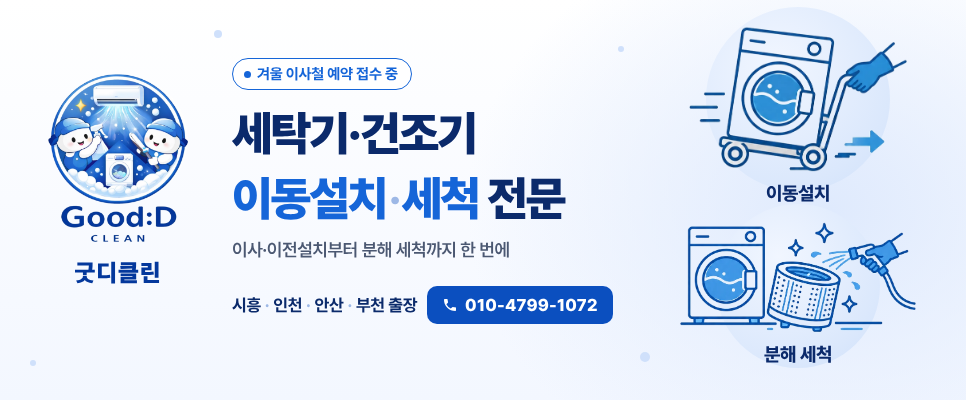 Good:D
CLEAN
굿디클린
겨울 이사철 예약 접수 중
세탁기·건조기
이동설치·세척 전문
이사·이전설치부터 분해 세척까지 한 번에
시흥 · 인천 · 안산 · 부천 출장
010-4799-1072
이동설치
분해 세척